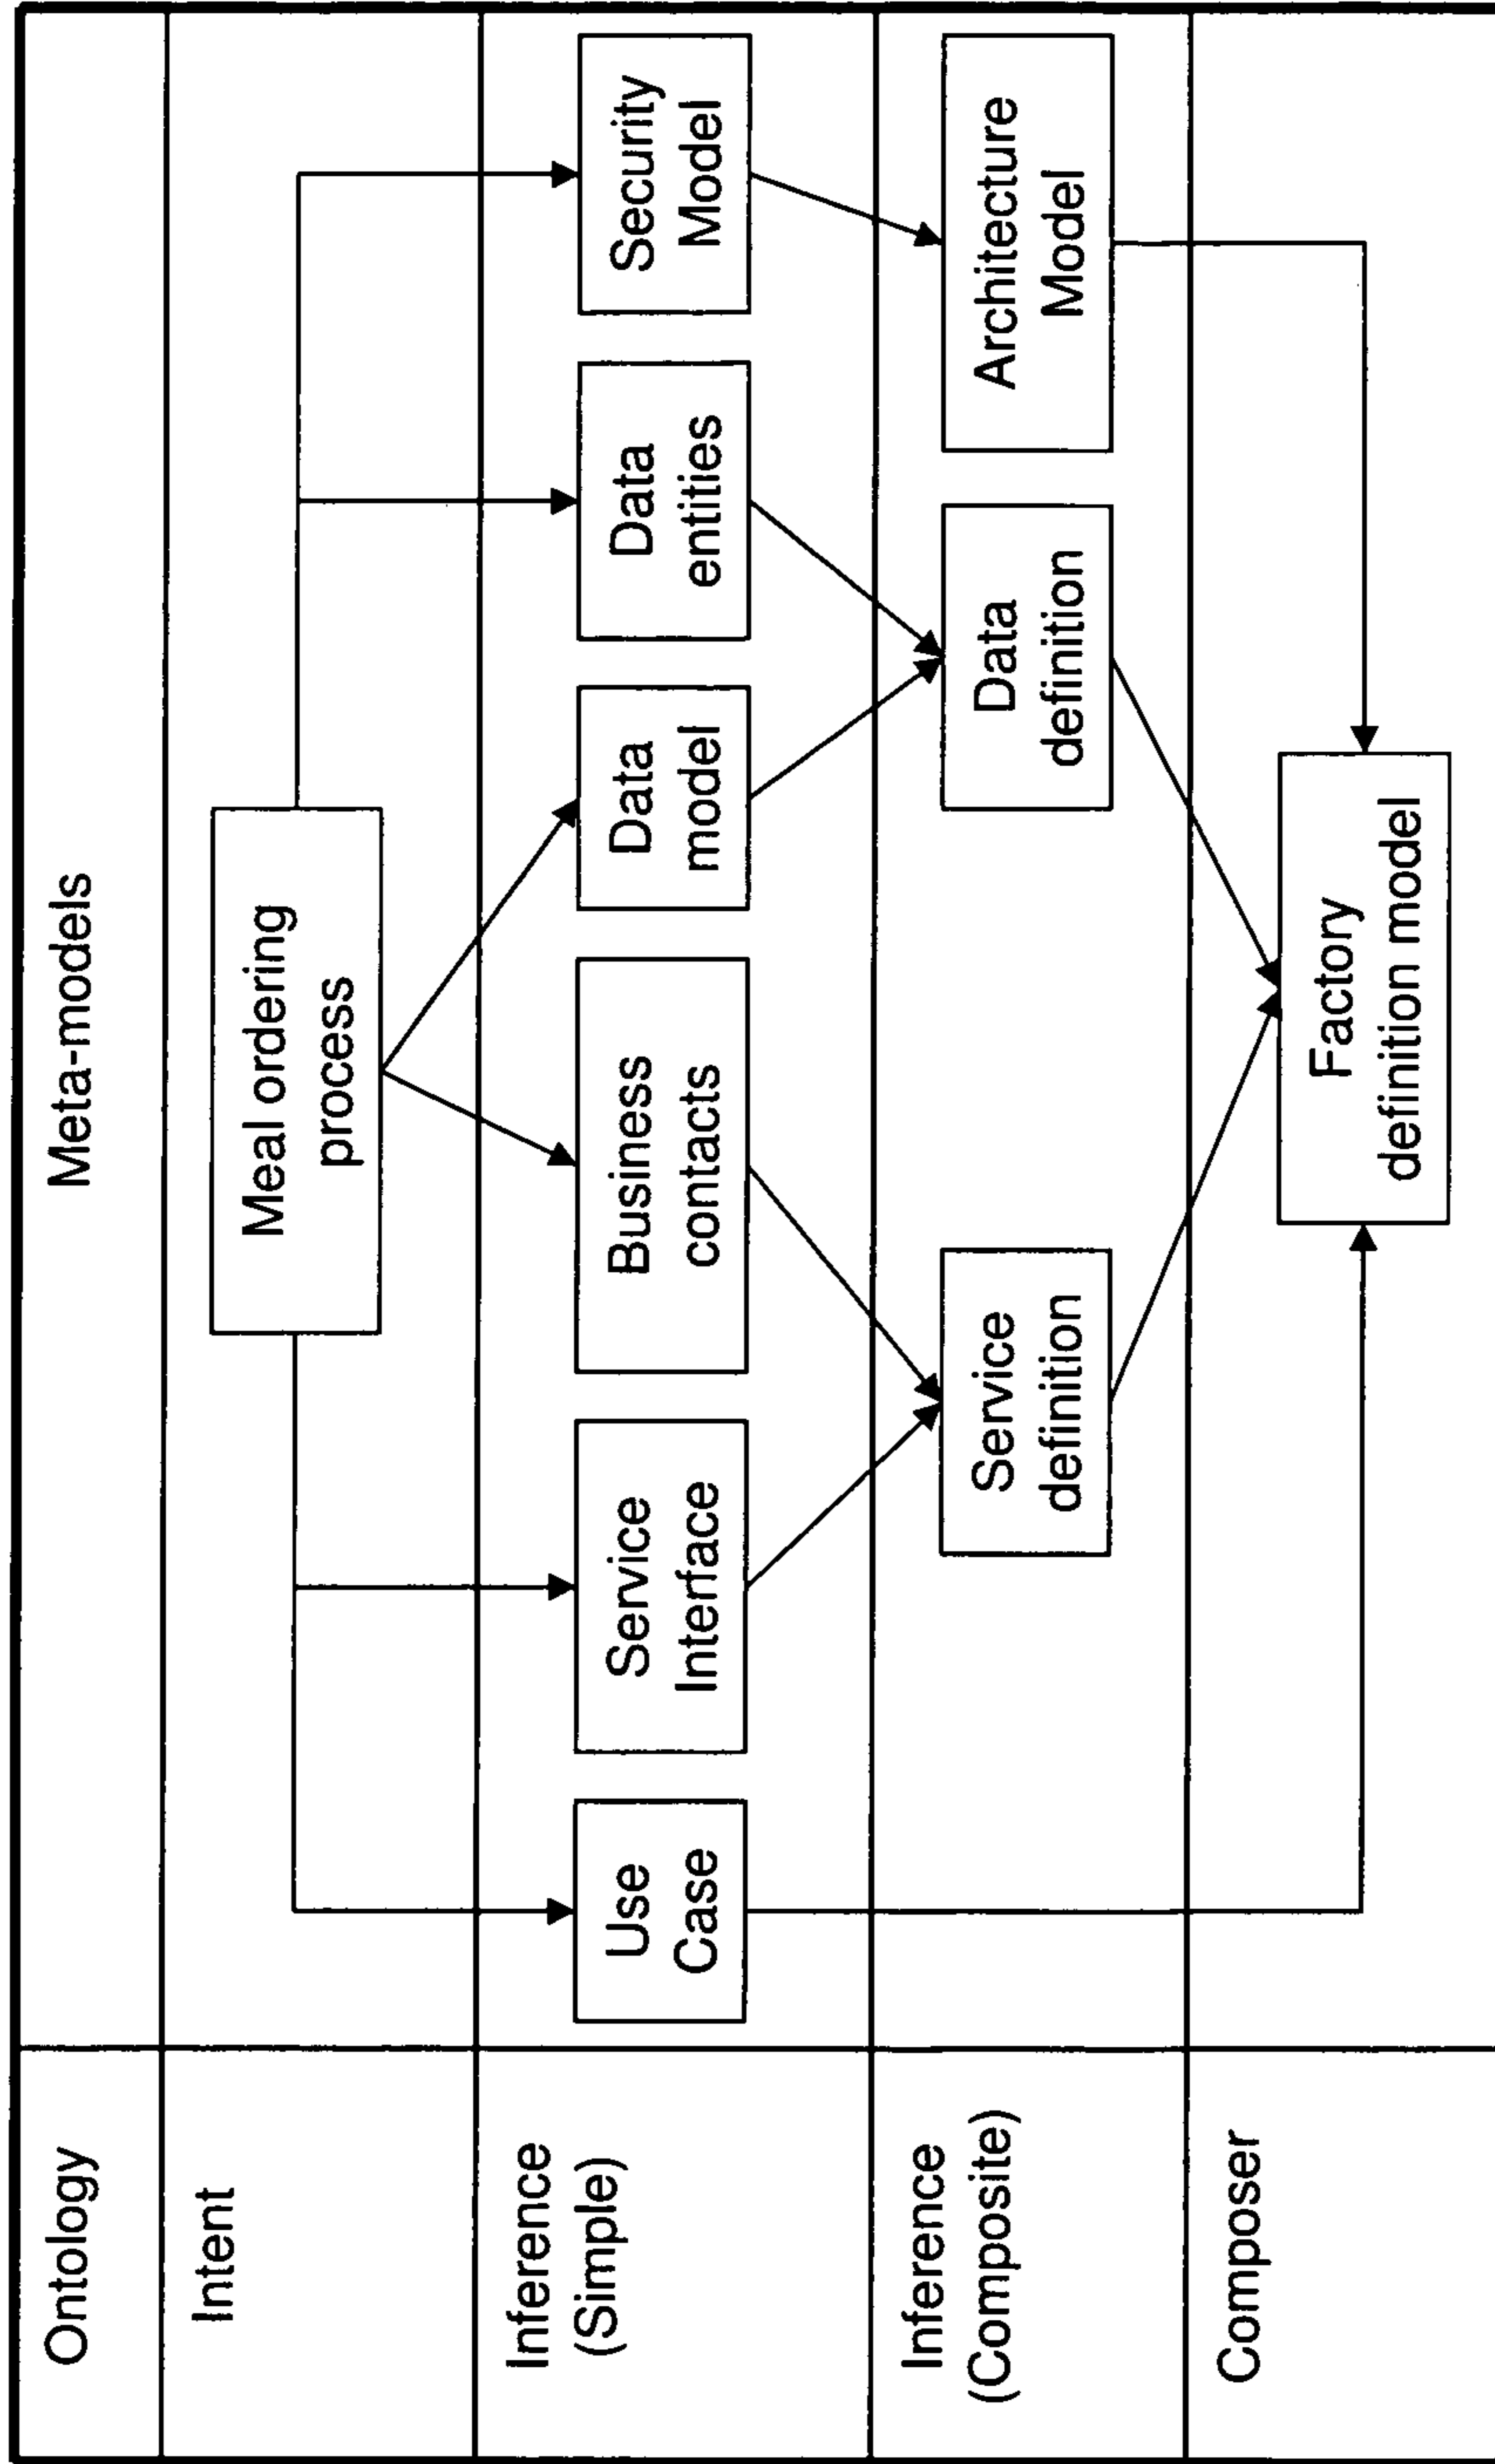 Ontology
Meta-models
Intent
Meal ordering
process
Inference
(Simple)
Use
Case
Service
Interface
Business
contacts
Data
model
Data
entities
Security
Model
Inference
(Composite)
Service
definition
Data
definition
Architecture
Model
Composer
Factory
definition model